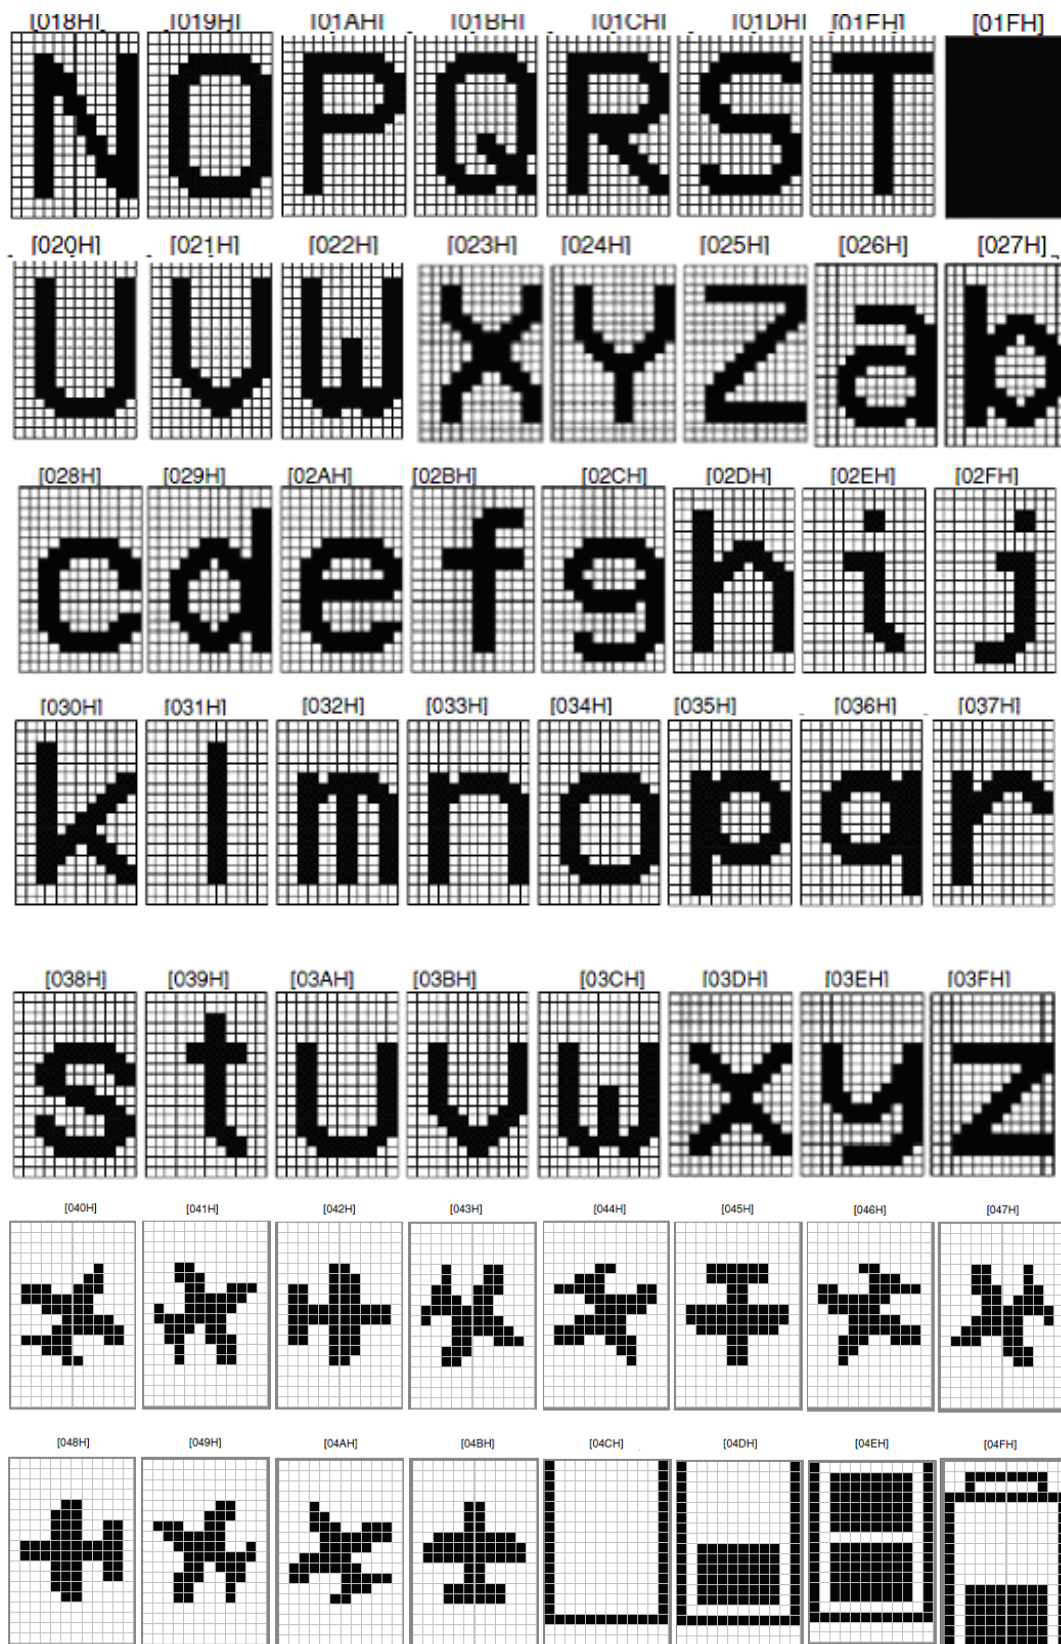 [018H] [019H] [01AH] [01BH] [01CH] [01DH] [01EH] [01FH]
N O P Q R S T
[020H] [021H] [022H] [023H] [024H] [025H] [026H] [027H]
U V W X Y Z a b
[028H] [029H] [02AH] [02BH] [02CH] [02DH] [02EH] [02FH]
c d e f g h i j
[030H] [031H] [032H] [033H] [034H] [035H] [036H] [037H]
k l m n o p q r
[038H] [039H] [03AH] [03BH] [03CH] [03DH] [03EH] [03FH]
s t u v w x y z
[040H] [041H] [042H] [043H] [044H] [045H] [046H] [047H]
[048H] [049H] [04AH] [04BH] [04CH] [04DH] [04EH] [04FH]